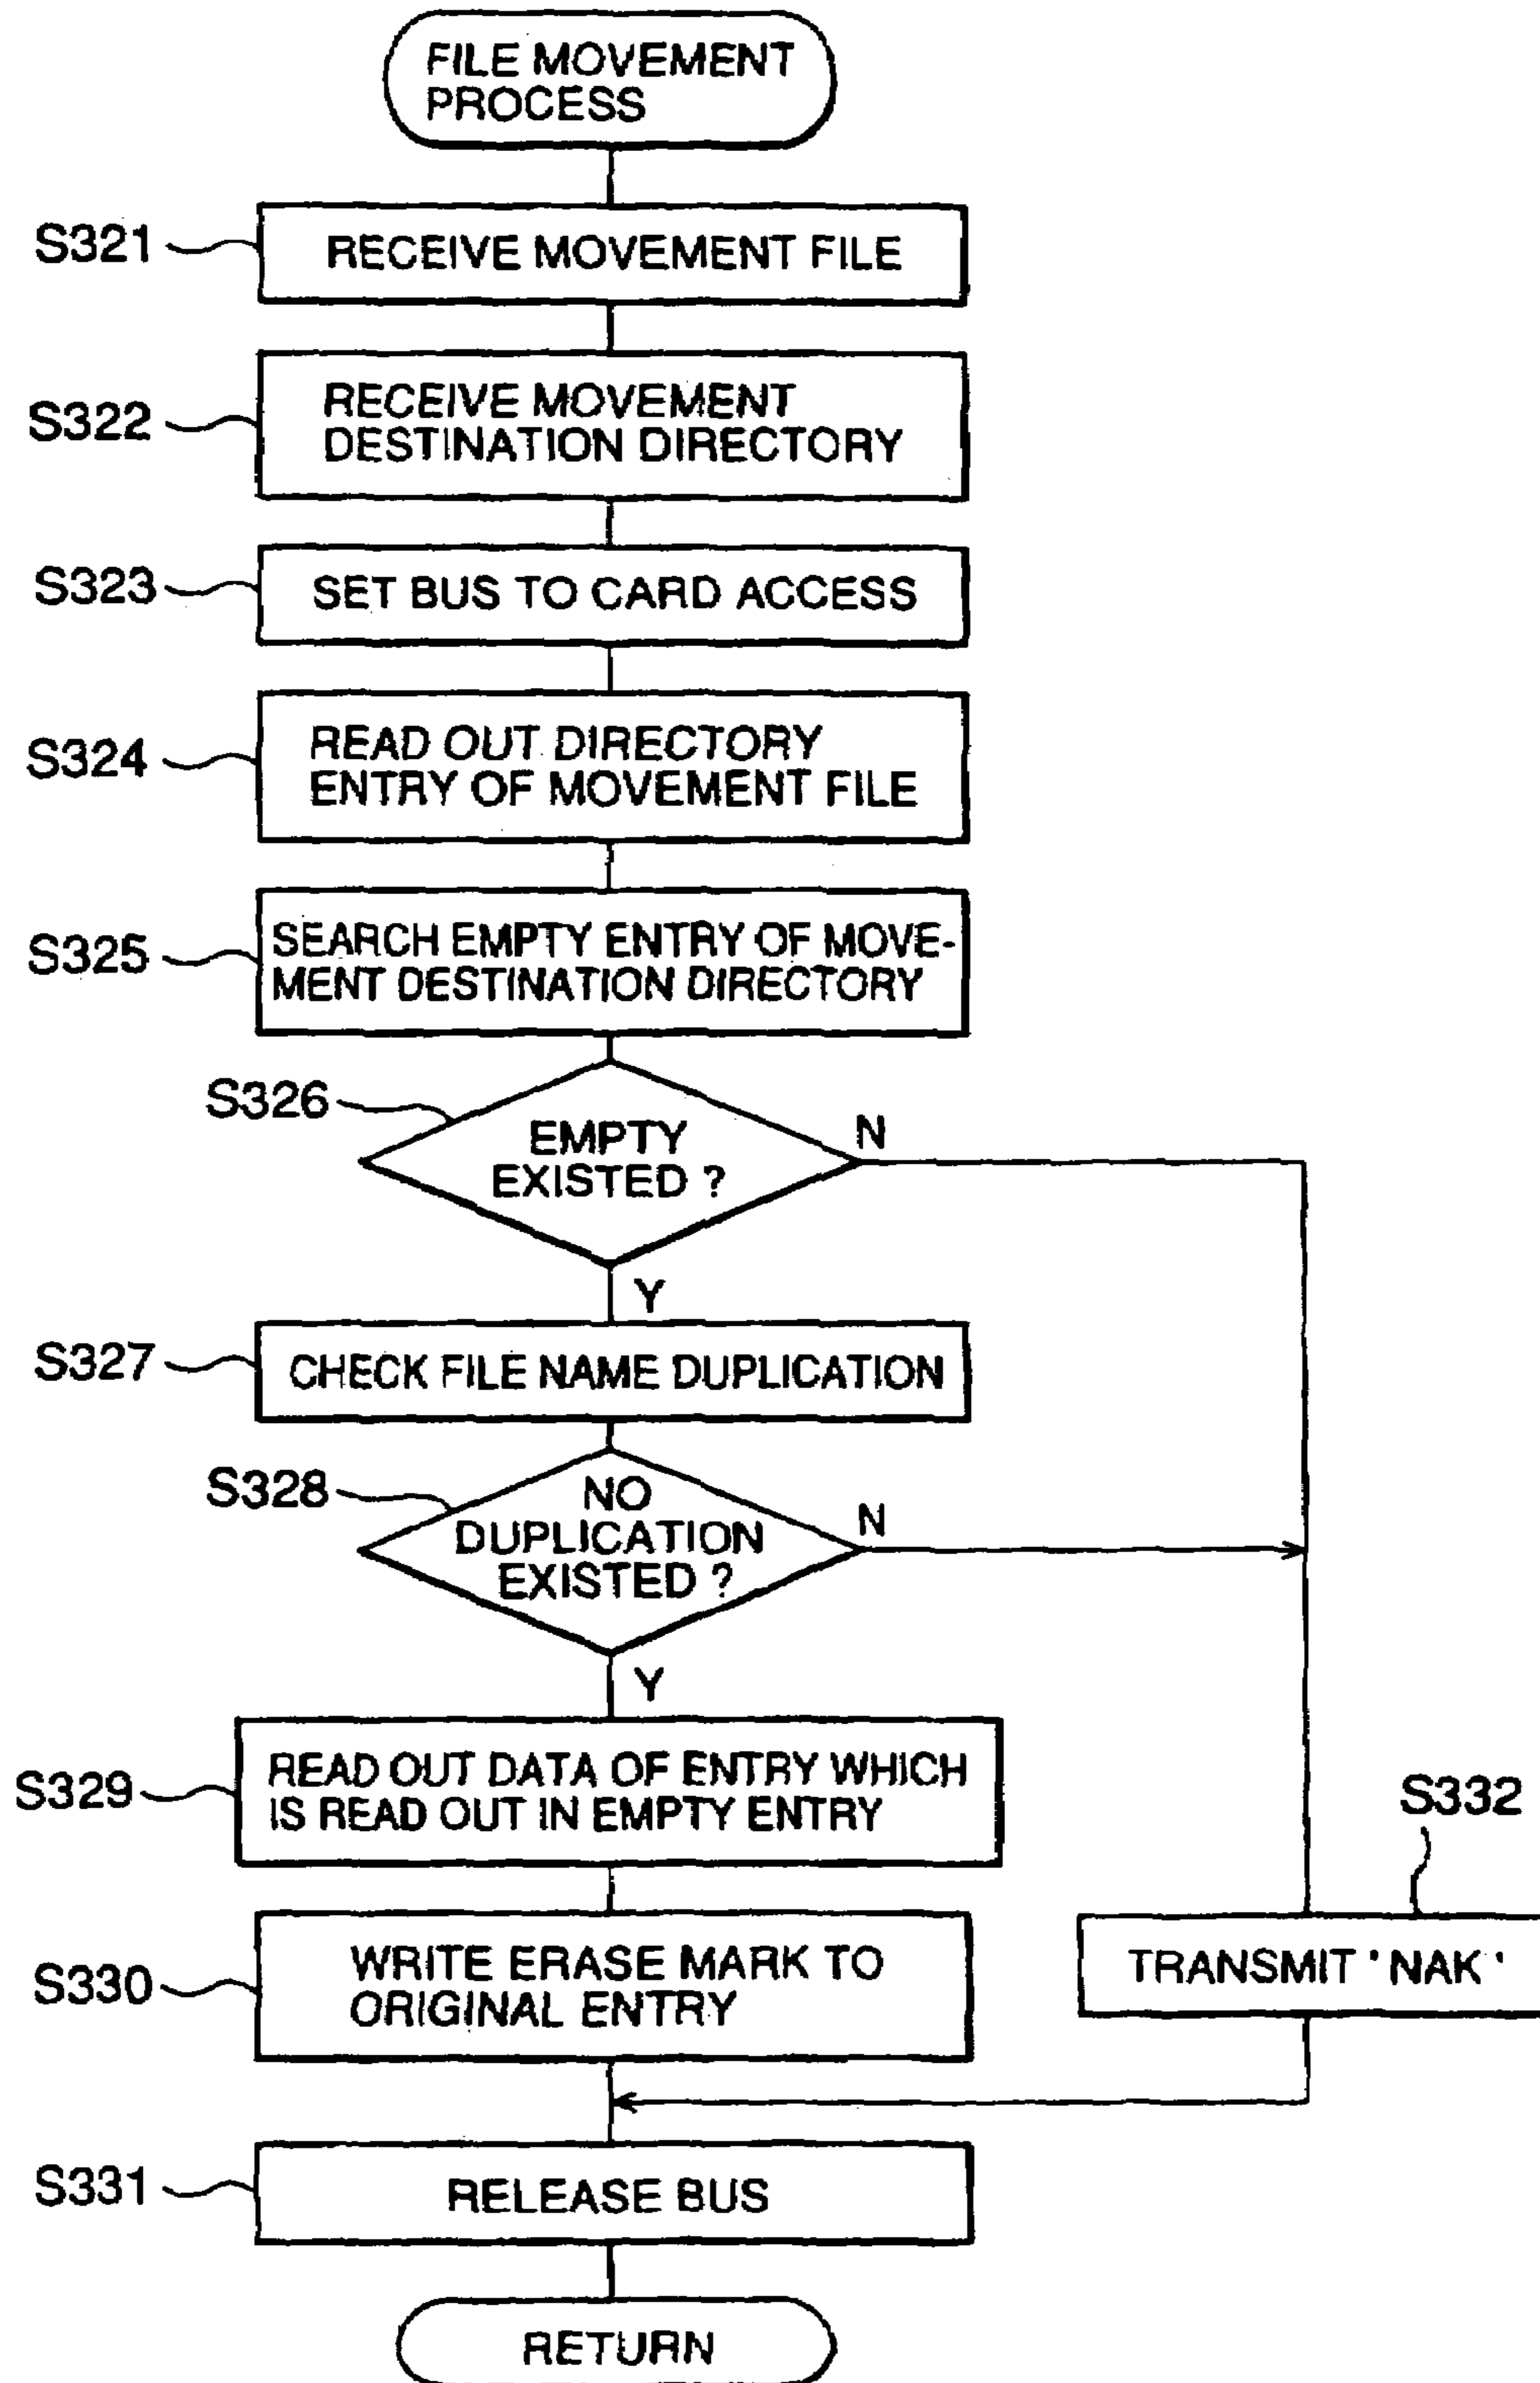 FILE MOVEMENT
PROCESS
S321
RECEIVE MOVEMENT FILE
S322
RECEIVE MOVEMENT
DESTINATION DIRECTORY
S323
SET BUS TO CARD ACCESS
S324
READ OUT DIRECTORY
ENTRY OF MOVEMENT FILE
S325
SEARCH EMPTY ENTRY OF MOVE-
MENT DESTINATION DIRECTORY
S326
EMPTY
EXISTED ?
N
Y
S327
CHECK FILE NAME DUPLICATION
S328
NO
DUPLICATION
EXISTED ?
N
Y
S329
READ OUT DATA OF ENTRY WHICH
IS READ OUT IN EMPTY ENTRY
S332
TRANSMIT ' NAK '
S330
WRITE ERASE MARK TO
ORIGINAL ENTRY
S331
RELEASE BUS
RETURN